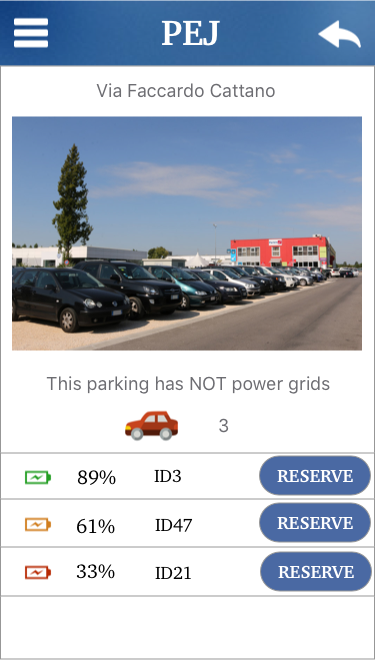 PEJ
Via Faccardo Cattano
This parking has NOT power grids
3
89% ID3 RESERVE
61% ID47 RESERVE
33% ID21 RESERVE